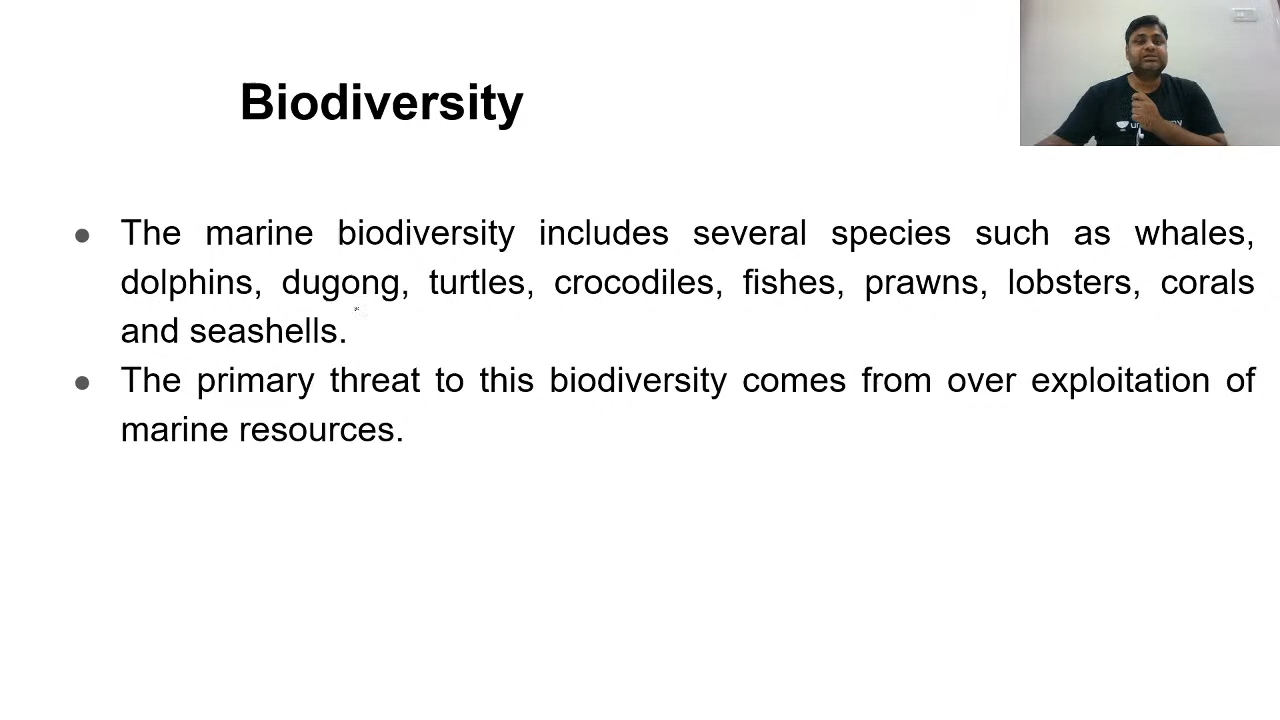 Biodiversity
● The marine biodiversity includes several species such as whales,
dolphins, dugong, turtles, crocodiles, fishes, prawns, lobsters, corals
and seashells.
● The primary threat to this biodiversity comes from over exploitation of
marine resources.